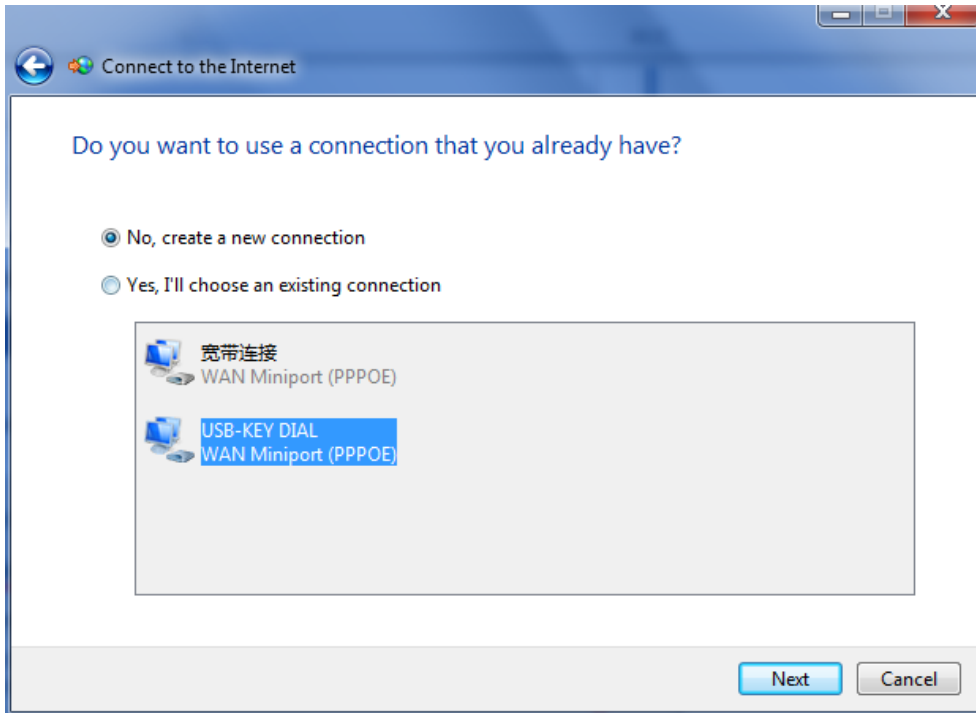 Connect to the Internet
Do you want to use a connection that you already have?
No, create a new connection
Yes, I'll choose an existing connection
宽带连接
WAN Miniport (PPPOE)
USB-KEY DIAL
WAN Miniport (PPPOE)
Next
Cancel